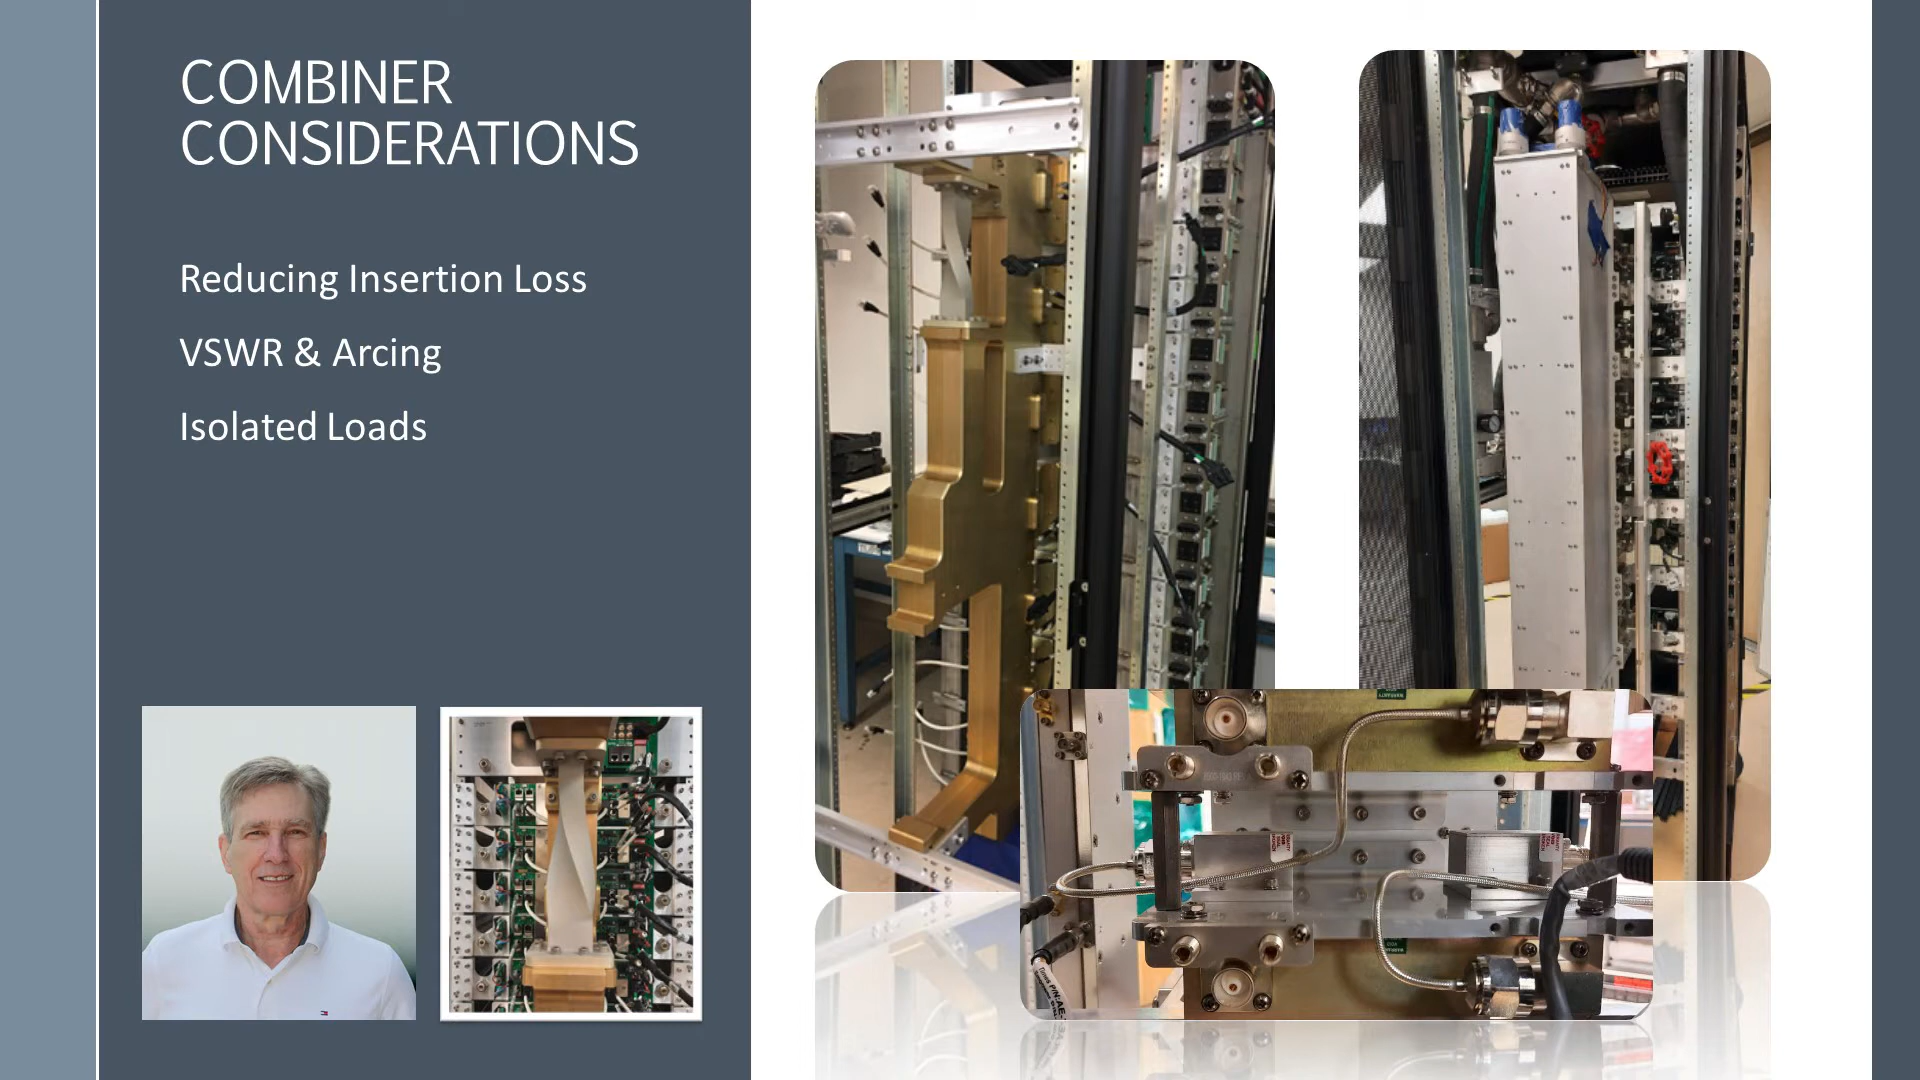 COMBINER
CONSIDERATIONS
Reducing Insertion Loss
VSWR & Arcing
Isolated Loads